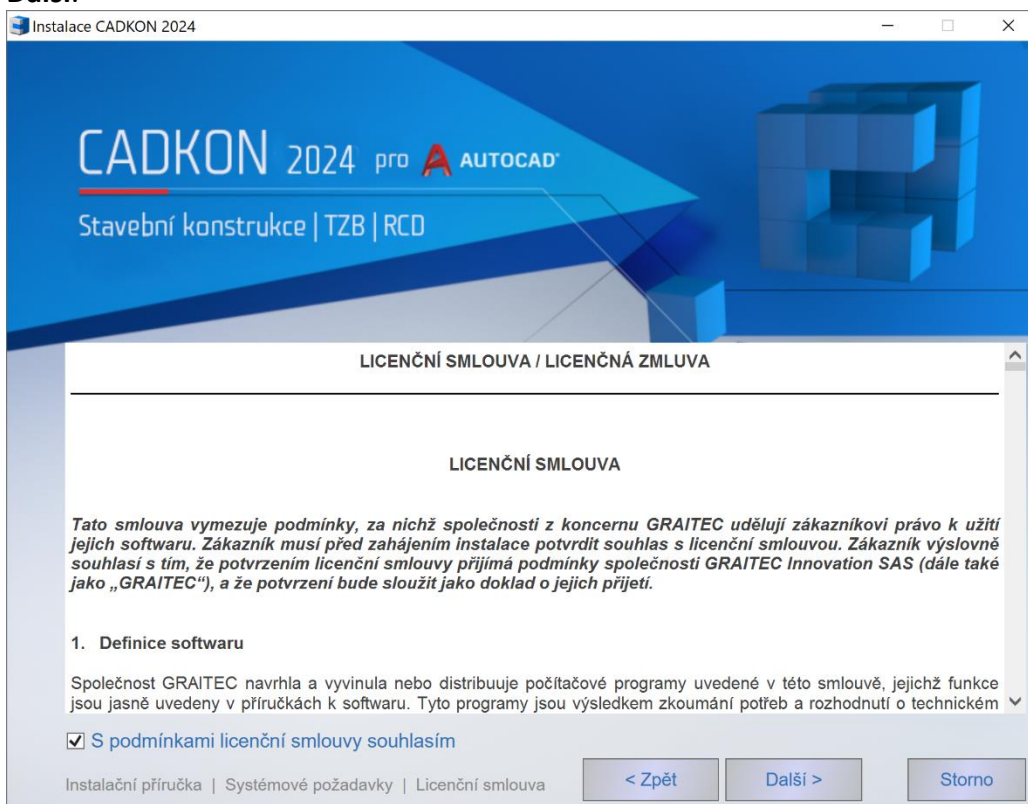 Instalace CADKON 2024
CADKON 2024 pro AUTOCAD®
Stavební konstrukce | TZB | RCD
LICENČNÍ SMLOUVA / LICENČNÁ ZMLUVA
LICENČNÍ SMLOUVA
Tato smlouva vymezuje podmínky, za nichž společnosti z koncernu GRAITEC udělují zákazníkovi právo k užití
jejich softwaru. Zákazník musí před zahájením instalace potvrdit souhlas s licenční smlouvou. Zákazník výslovně
souhlasí s tím, že potvrzením licenční smlouvy přijímá podmínky společnosti GRAITEC Innovation SAS (dále také
jako „GRAITEC“), a že potvrzení bude sloužit jako doklad o jejich přijetí.
1. Definice softwaru
Společnost GRAITEC navrhla a vyvinula nebo distribuuje počítačové programy uvedené v této smlouvě, jejichž funkce
jsou jasně uvedeny v příručkách k softwaru. Tyto programy jsou výsledkem zkoumání potřeb a rozhodnutí o technickém
S podmínkami licenční smlouvy souhlasím
Instalační příručka | Systémové požadavky | Licenční smlouva
< Zpět
Další >
Storno